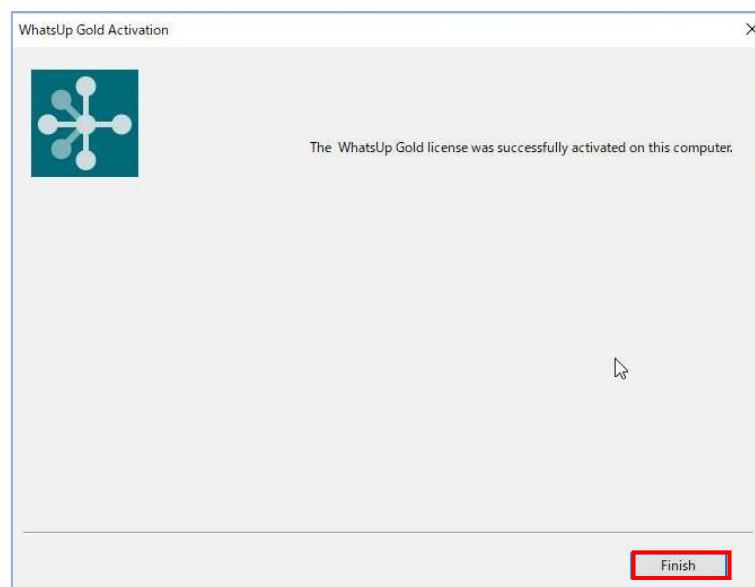 WhatsUp Gold Activation
The WhatsUp Gold license was successfully activated on this computer.
Finish